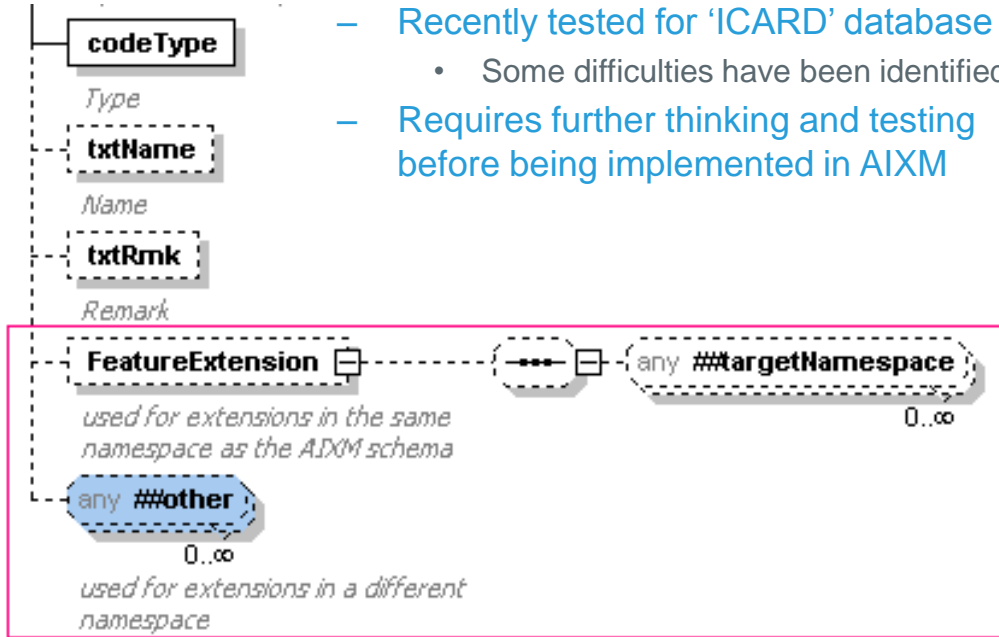 – Recently tested for ‘ICARD’ database
• Some difficulties have been identified
– Requires further thinking and testing
before being implemented in AIXM
codeType
Type
txtName
Name
txtRmk
Remark
FeatureExtension
any ##targetNamespace
0..∞
used for extensions in the same
namespace as the AIXM schema
any ##other
0..∞
used for extensions in a different
namespace